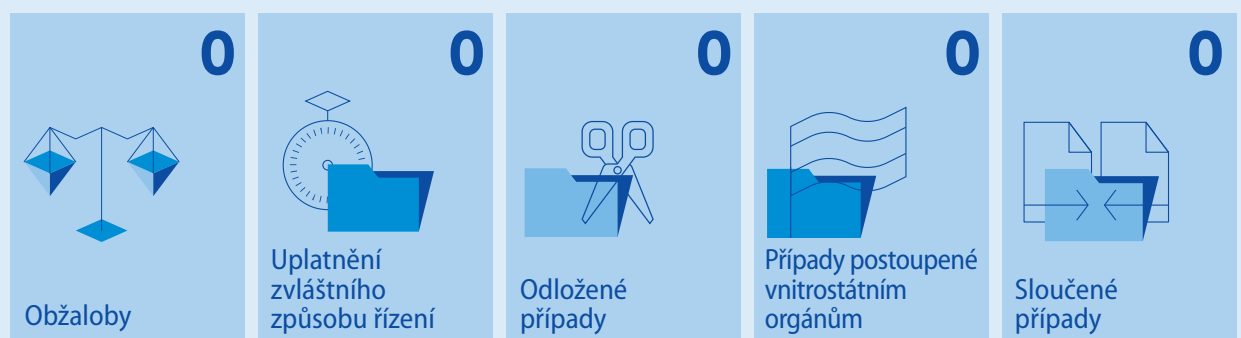 0
Obžaloby
0
Uplatnění
zvláštního
způsobu řízení
0
Odložené
případy
0
Případy postoupené
vnitrostátním
orgánům
0
Sloučené
případy